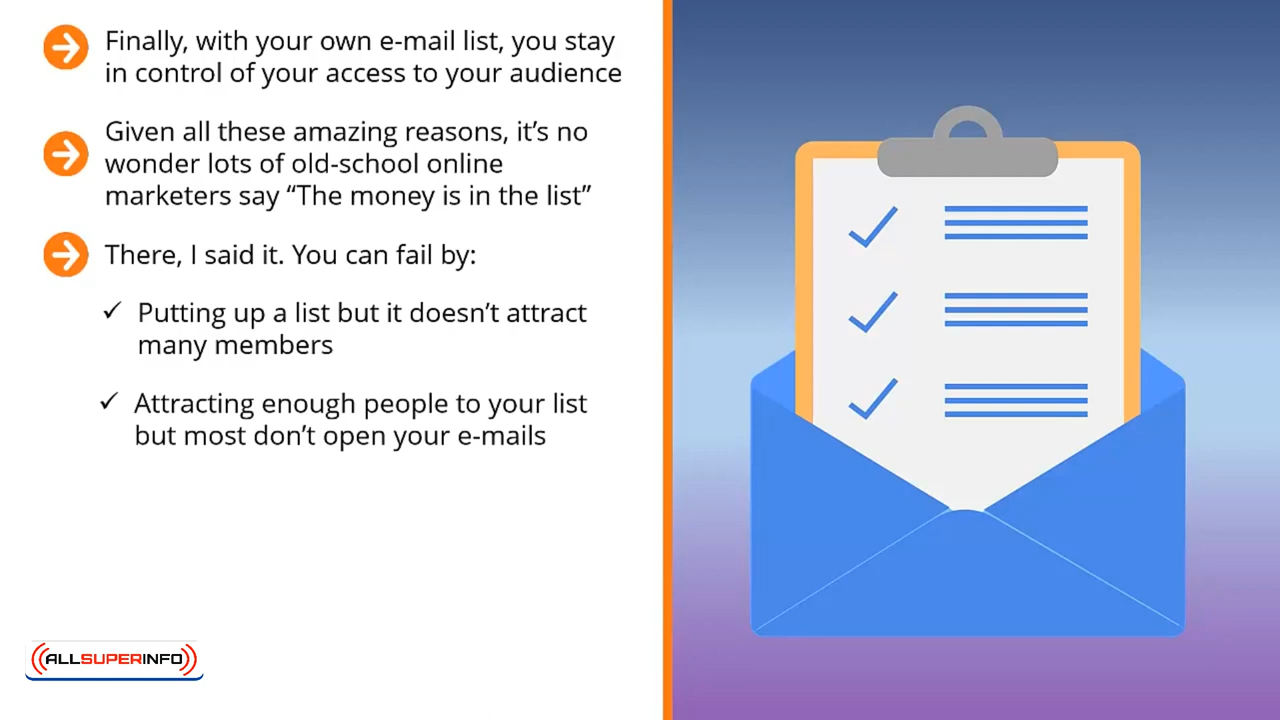 Finally, with your own e-mail list, you stay
in control of your access to your audience
Given all these amazing reasons, it’s no
wonder lots of old-school online
marketers say “The money is in the list”
There, I said it. You can fail by:
Putting up a list but it doesn’t attract
many members
Attracting enough people to your list
but most don’t open your e-mails
ALLSUPERINFO